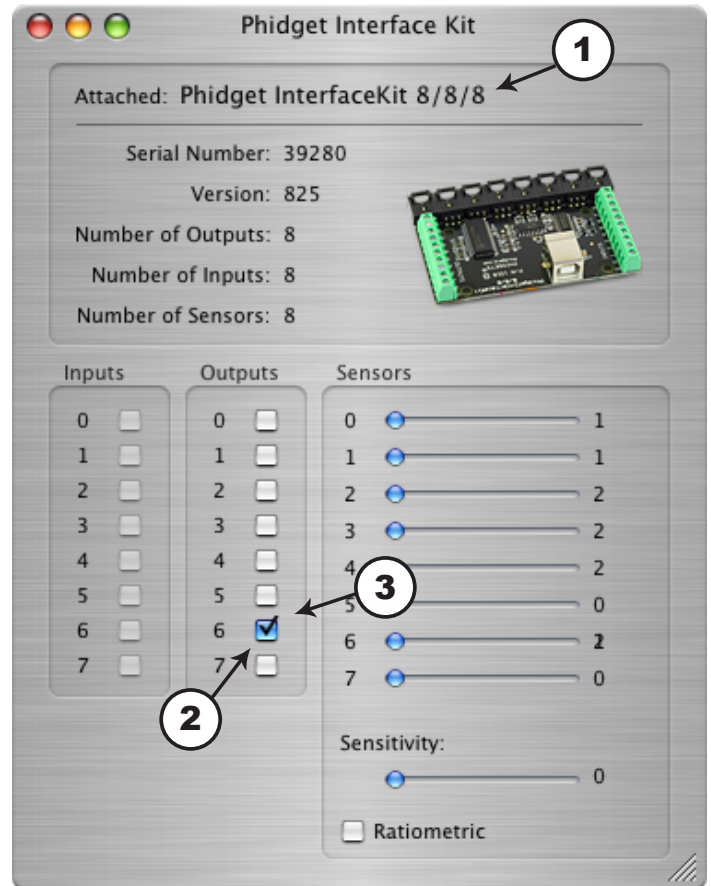 Phidget Interface Kit
1
Attached: Phidget InterfaceKit 8/8/8
Serial Number: 39280
Version: 825
Number of Outputs: 8
Number of Inputs: 8
Number of Sensors: 8
Inputs Outputs Sensors
0 0 0 1
1 1 1 1
2 2 2 2
3 3 3 2
4 4 4 2
3
5 5 5 0
6 6 6
7 7 7 0
2
Sensitivity:
0
Ratiometric